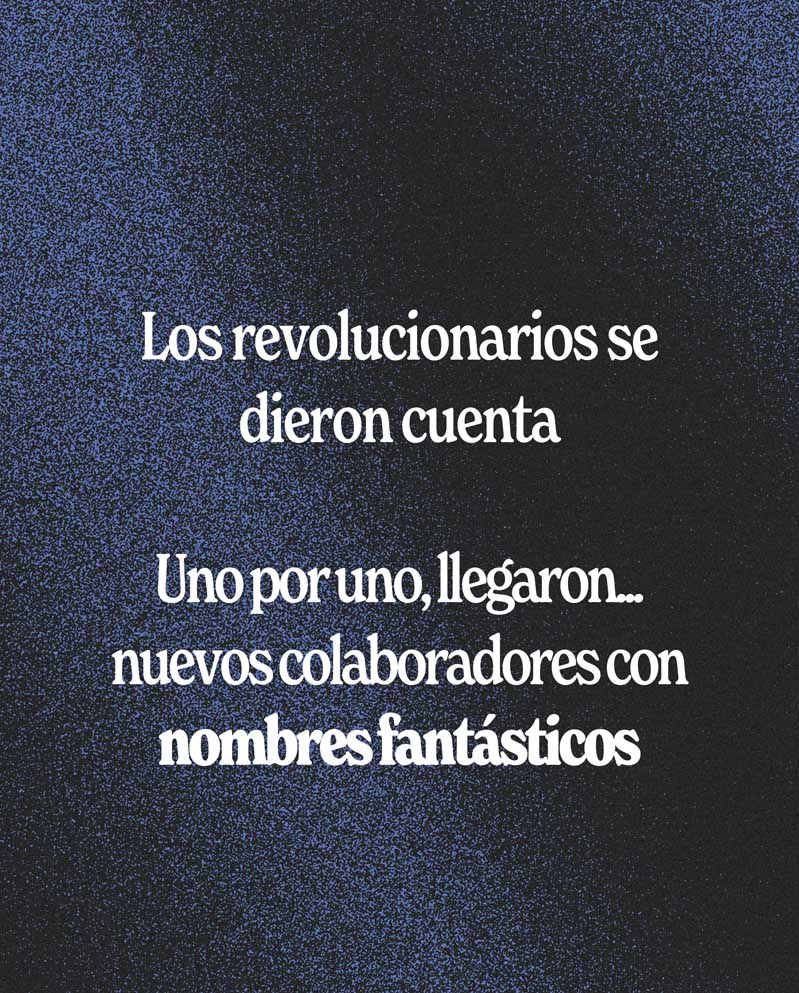 Los revolucionarios se
dieron cuenta
Uno por uno, llegaron...
nuevos colaboradores con
nombres fantásticos